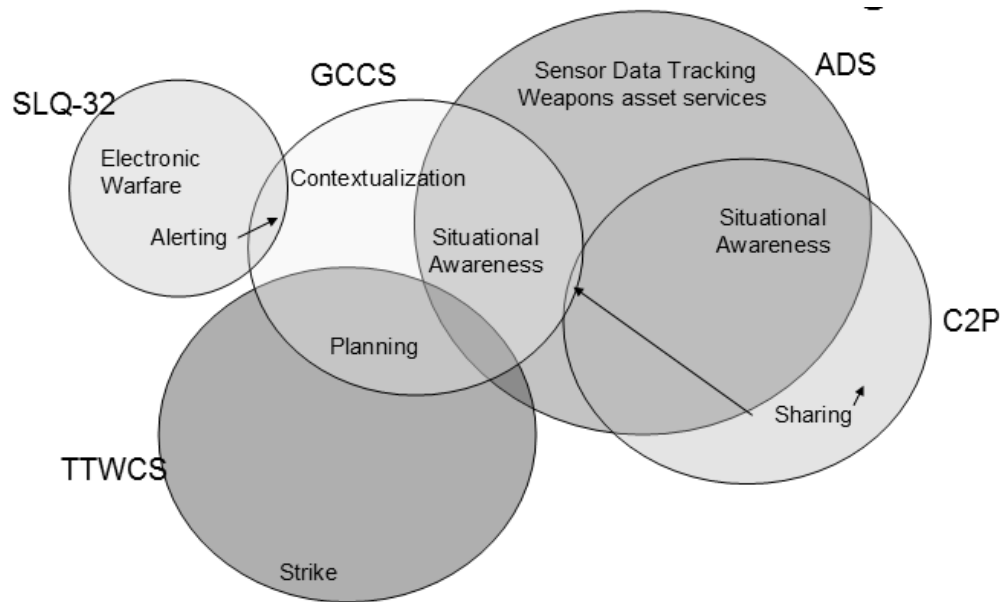 SLQ-32
GCCS
ADS
Sensor Data Tracking
Weapons asset services
Electronic
Warfare
Contextualization
Alerting
Situational
Awareness
Situational
Awareness
C2P
Planning
Sharing
TTWCS
Strike